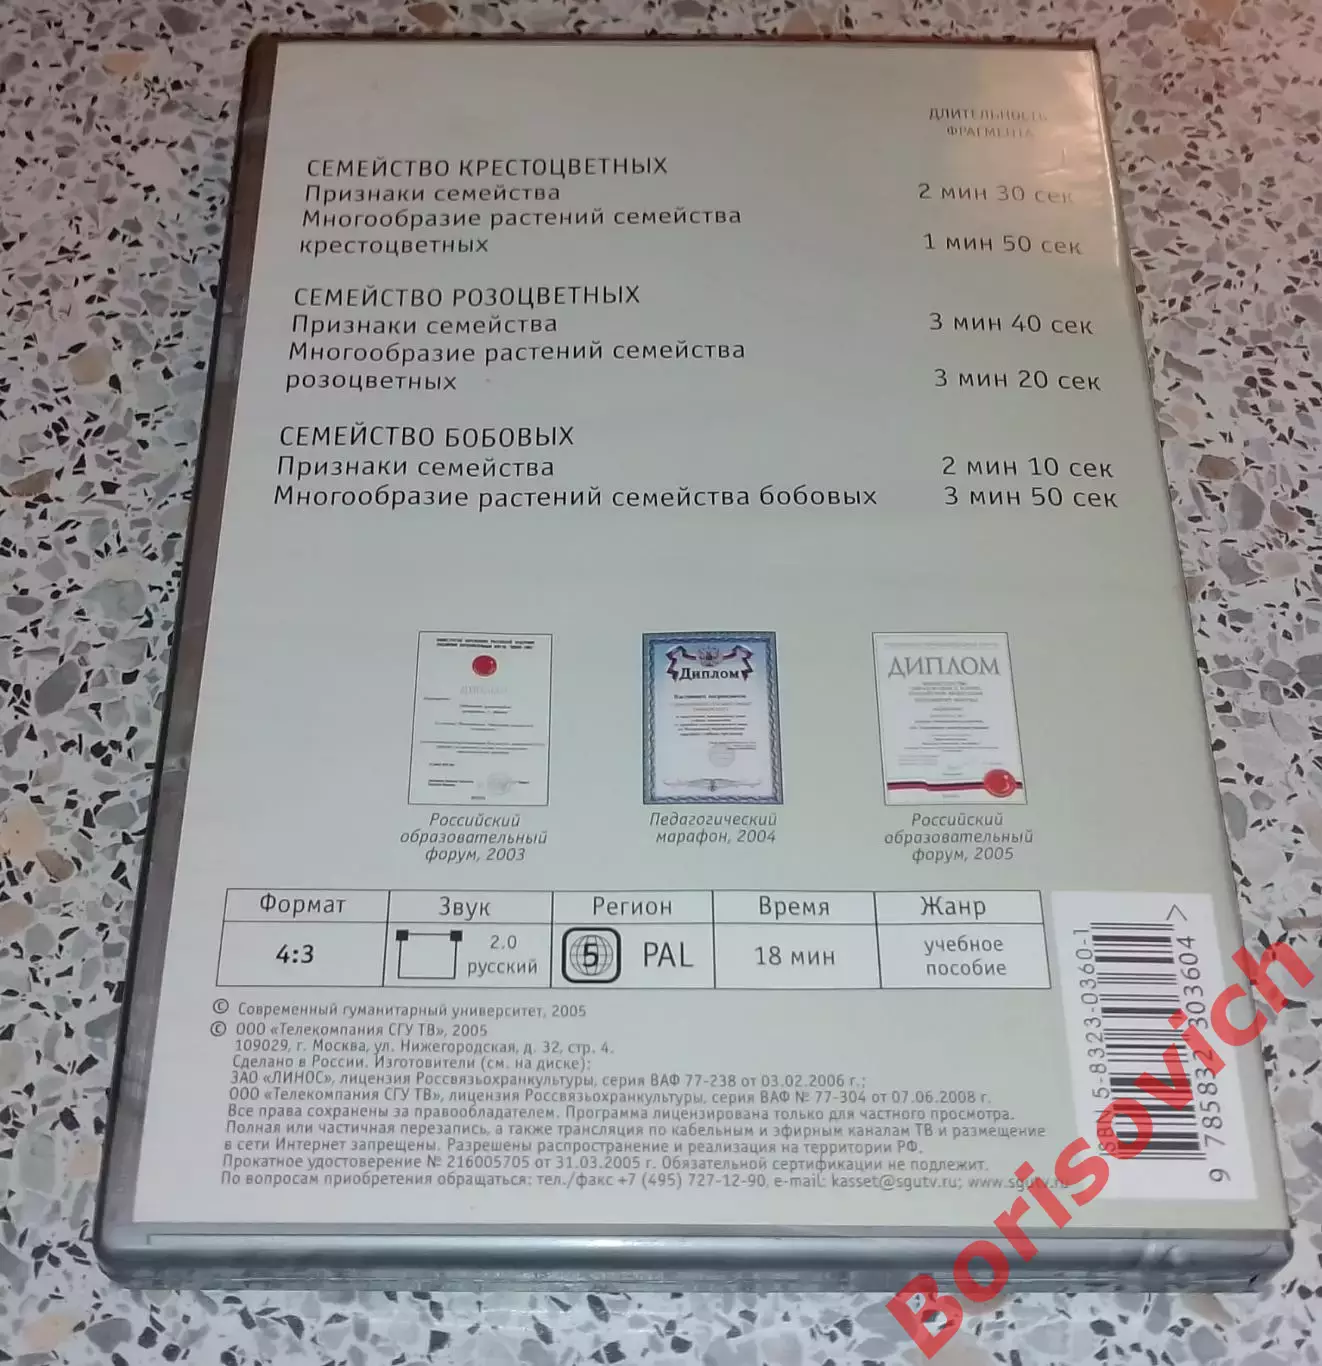 ДЛИТЕЛЬНОСТЬ
ФРАГМЕНТА
СЕМЕЙСТВО КРЕСТОЦВЕТНЫХ
Признаки семейства 2 мин 30 сек
Многообразие растений семейства
крестоцветных 1 мин 50 сек
СЕМЕЙСТВО РОЗОЦВЕТНЫХ
Признаки семейства 3 мин 40 сек
Многообразие растений семейства
розоцветных 3 мин 20 сек
СЕМЕЙСТВО БОБОВЫХ
Признаки семейства 2 мин 10 сек
Многообразие растений семейства бобовых 3 мин 50 сек
ДИПЛОМ
ДИПЛОМ
Российский
образовательный
форум, 2003
Педагогический
марафон, 2004
Российский
образовательный
форум, 2005
Формат Звук Регион Время Жанр
4:3 2.0 русский 5 PAL 18 мин учебное пособие
© Современный гуманитарный университет, 2005
© ООО «Телекомпания СГУ ТВ», 2005
109029, г. Москва, ул. Нижегородская, д. 32, стр. 4.
Сделано в России. Изготовители (см. на диске):
ЗАО «ЛИНОС», лицензия Россвязьохранкультуры, серия ВАФ 77-238 от 03.02.2006 г.;
ООО «Телекомпания СГУ ТВ», лицензия Россвязьохранкультуры, серия ВАФ № 77-304 от 07.06.2008 г.
Все права сохранены за правообладателем. Программа лицензирована только для частного просмотра.
Полная или частичная перезапись, а также трансляция по кабельным и эфирным каналам ТВ и размещение
в сети Интернет запрещены. Разрешены распространение и реализация на территории РФ.
Прокатное удостоверение № 216005705 от 31.03.2005 г. Обязательной сертификации не подлежит.
По вопросам приобретения обращаться: тел./факс +7 (495) 727-12-90, e-mail: kasset@sgutv.ru; www.sgutv.ru
ISBN 5-8323-0360-1
9 785832 303604 >
Borisovich